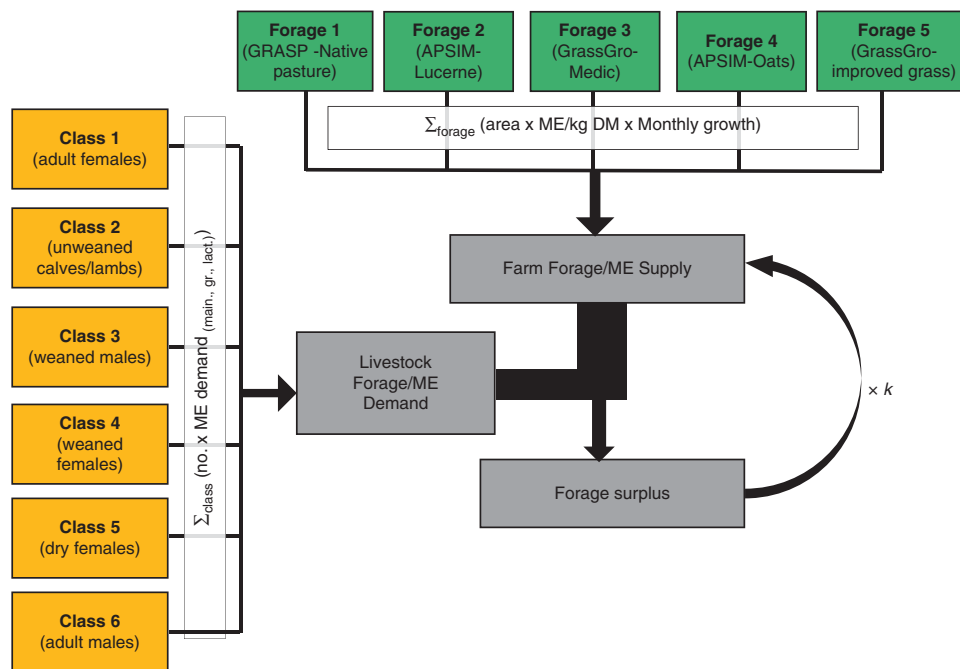 Forage 1
(GRASP -Native
pasture)
Forage 2
(APSIM-
Lucerne)
Forage 3
(GrassGro-
Medic)
Forage 4
(APSIM-Oats)
Forage 5
(GrassGro-
improved grass)
Σforage (area x ME/kg DM x Monthly growth)
Class 1
(adult females)
Class 2
(unweaned
calves/lambs)
Class 3
(weaned males)
Class 4
(weaned
females)
Class 5
(dry females)
Class 6
(adult males)
Σclass (no. x ME demand (main., gr., lact.))
Farm Forage/ME Supply
Livestock
Forage/ME
Demand
× k
Forage surplus